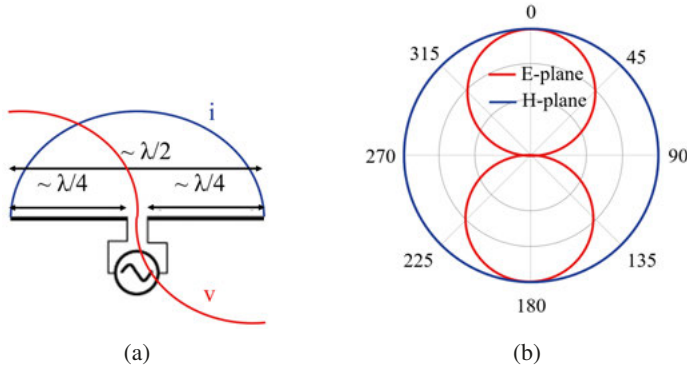 i
~ λ/2
~ λ/4 ~ λ/4
v
(a)
0
315 45
E-plane
H-plane
270 90
225 135
180
(b)